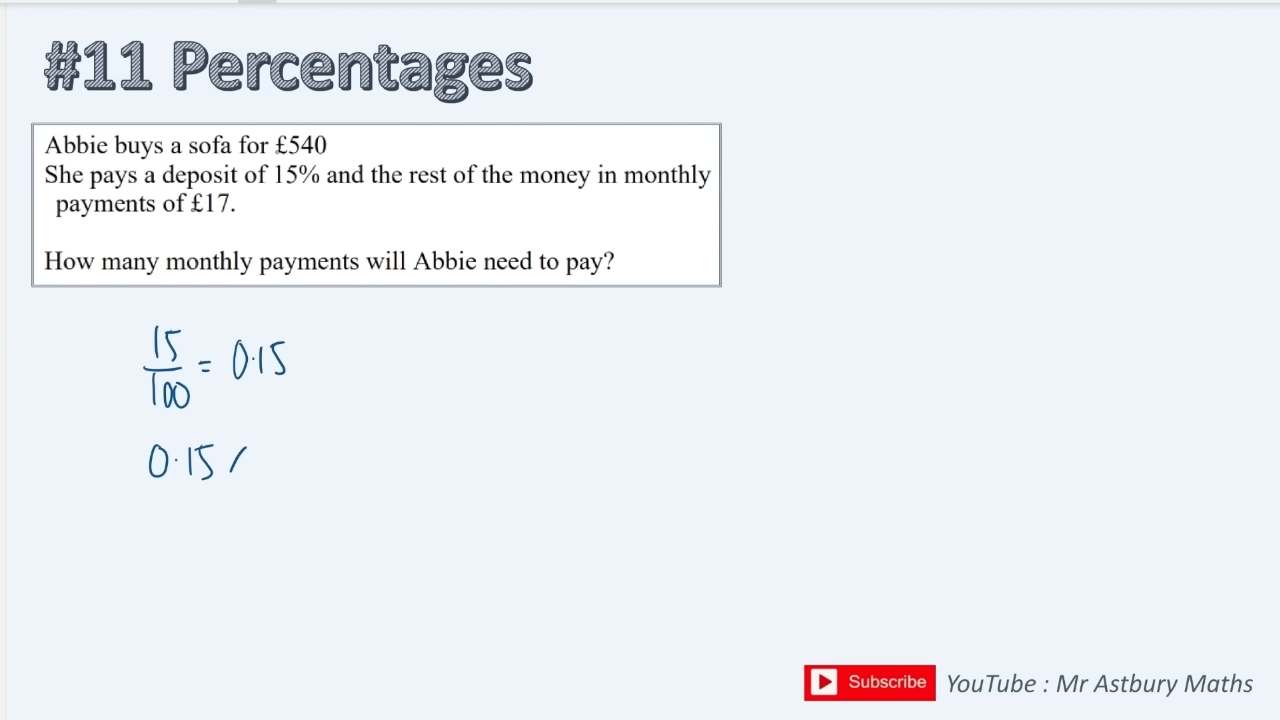 #11 Percentages
Abbie buys a sofa for £540
She pays a deposit of 15% and the rest of the money in monthly
payments of £17.
How many monthly payments will Abbie need to pay?
15
100
= 0·15
0·15 /
Subscribe YouTube : Mr Astbury Maths